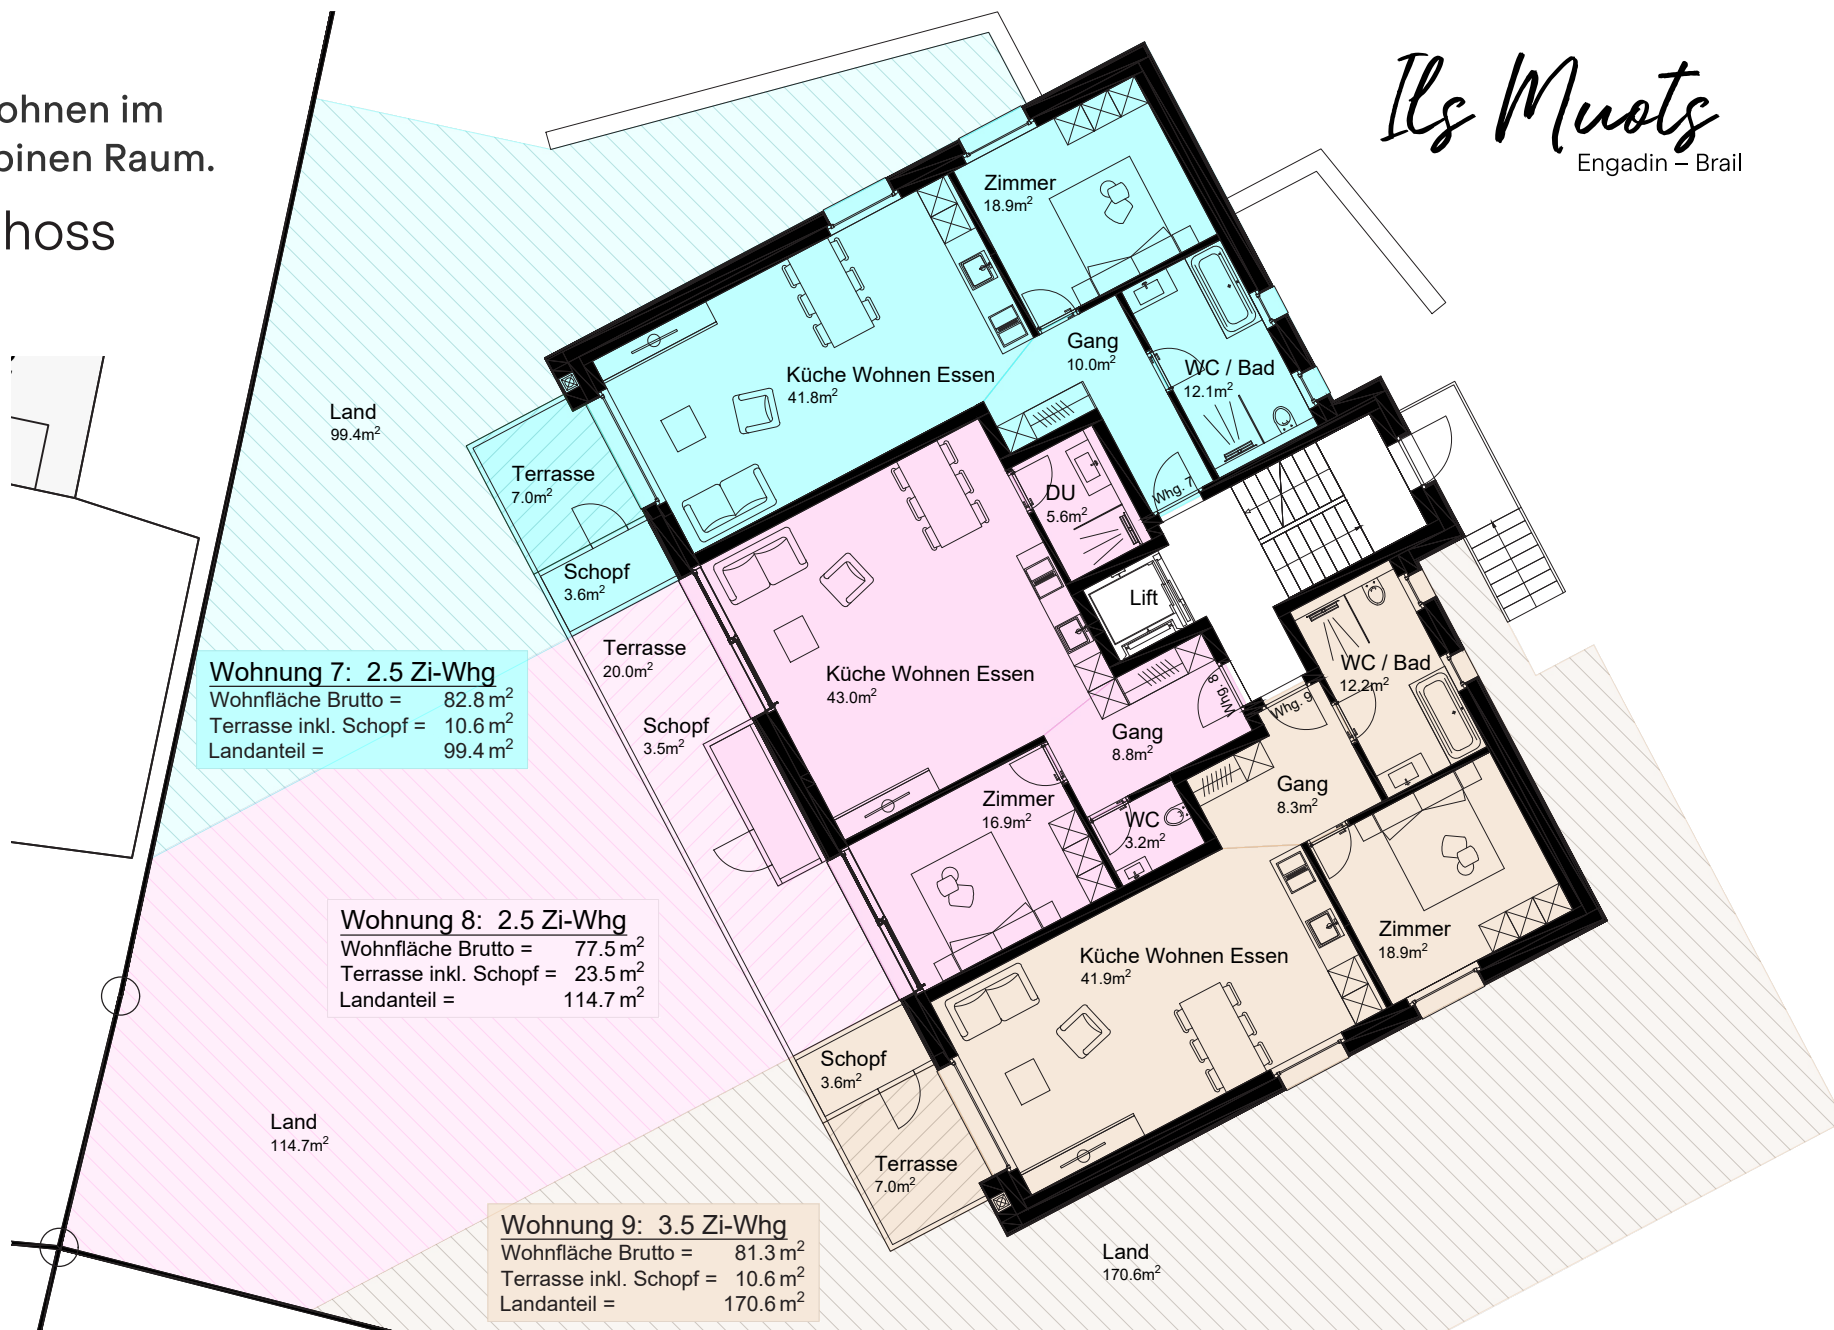 ohnen im
pinen Raum.
hoss
Ils Muots
Engadin – Brail
Zimmer
18.9m²
Gang
10.0m²
WC / Bad
12.1m²
Küche Wohnen Essen
41.8m²
Land
99.4m²
Terrasse
7.0m²
Schopf
3.6m²
DU
5.6m²
Whg. 7
Lift
Terrasse
20.0m²
Schopf
3.5m²
Küche Wohnen Essen
43.0m²
Whg. 8
Gang
8.8m²
Zimmer
16.9m²
WC
3.2m²
WC / Bad
12.2m²
Whg. 9
Gang
8.3m²
Zimmer
18.9m²
Küche Wohnen Essen
41.9m²
Schopf
3.6m²
Terrasse
7.0m²
Land
114.7m²
Land
170.6m²
Wohnung 7: 2.5 Zi-Whg
Wohnfläche Brutto = 82.8 m²
Terrasse inkl. Schopf = 10.6 m²
Landanteil = 99.4 m²
Wohnung 8: 2.5 Zi-Whg
Wohnfläche Brutto = 77.5 m²
Terrasse inkl. Schopf = 23.5 m²
Landanteil = 114.7 m²
Wohnung 9: 3.5 Zi-Whg
Wohnfläche Brutto = 81.3 m²
Terrasse inkl. Schopf = 10.6 m²
Landanteil = 170.6 m²